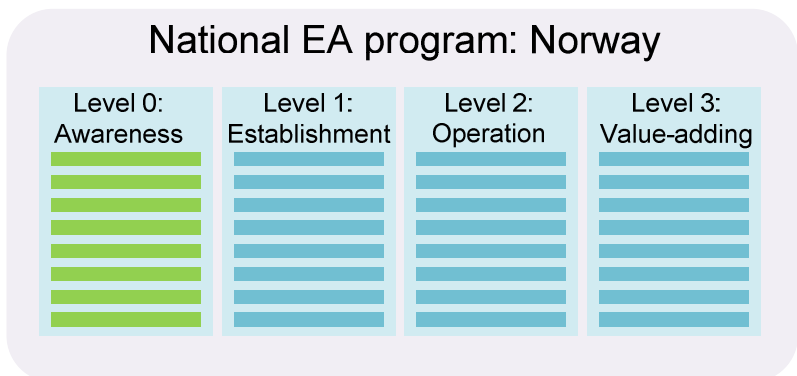 National EA program: Norway
Level 0:
Awareness
Level 1:
Establishment
Level 2:
Operation
Level 3:
Value-adding